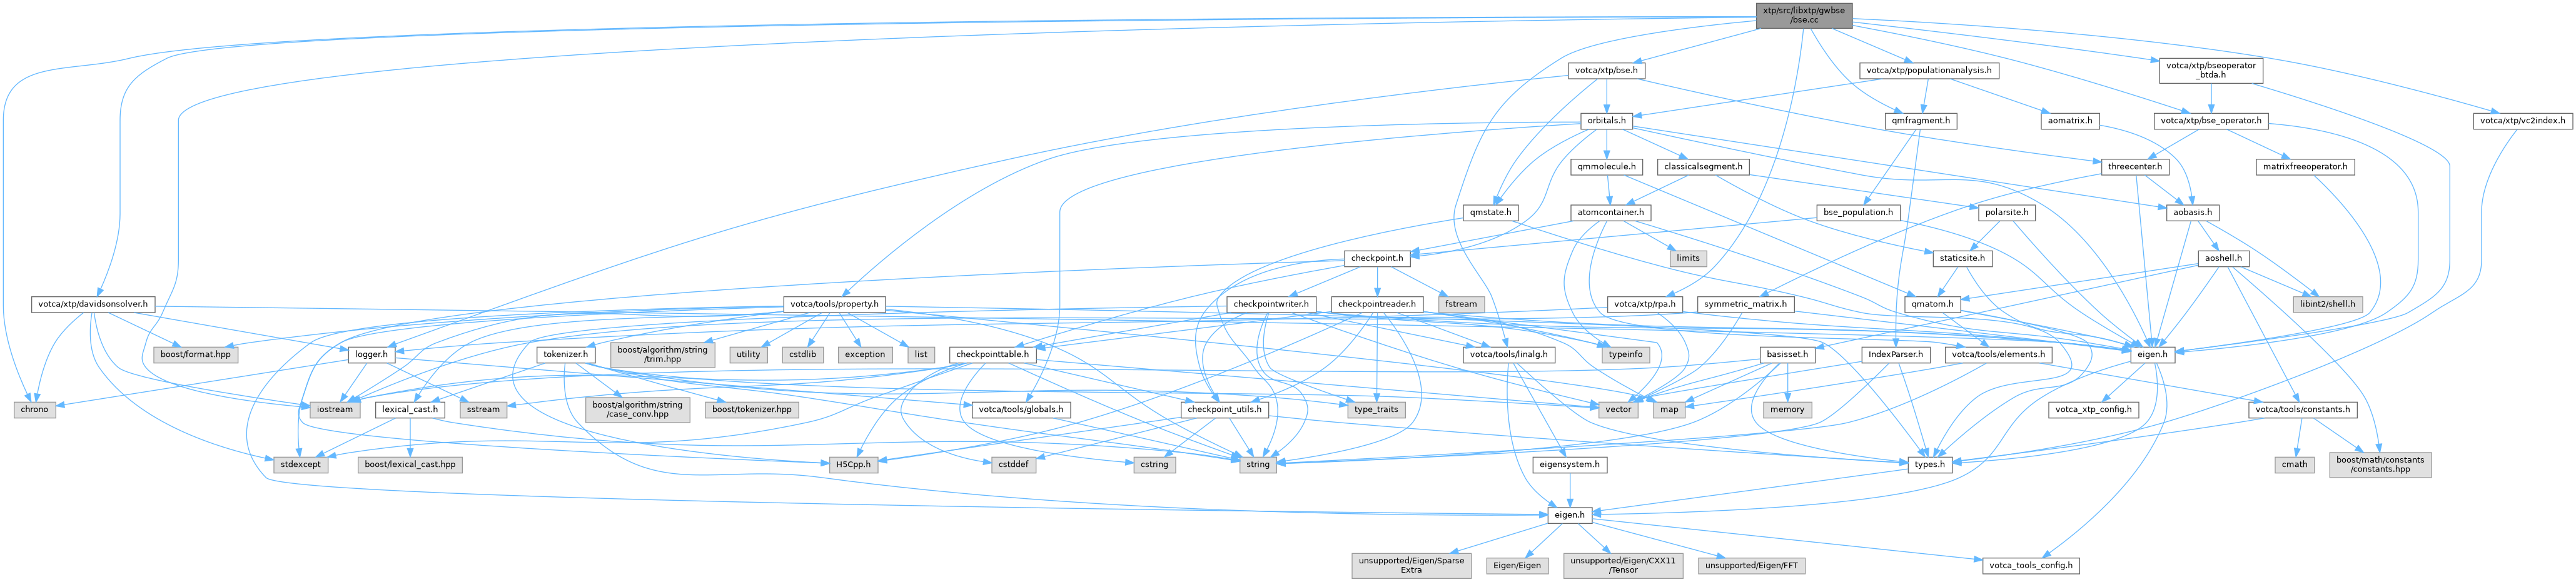 xtp/src/libxtp/gwbse
/bse.cc
votca/xtp/bse.h
votca/xtp/populationanalysis.h
votca/xtp/bseoperator
_btda.h
orbitals.h
qmfragment.h
aomatrix.h
votca/xtp/bse_operator.h
votca/xtp/vc2index.h
qmmolecule.h
classicalsegment.h
threecenter.h
matrixfreeoperator.h
qmstate.h
atomcontainer.h
bse_population.h
polarsite.h
aobasis.h
checkpoint.h
limits
staticsite.h
aoshell.h
votca/xtp/davidsonsolver.h
votca/tools/property.h
checkpointwriter.h
checkpointreader.h
fstream
votca/xtp/rpa.h
symmetric_matrix.h
qmatom.h
libint2/shell.h
boost/format.hpp
logger.h
tokenizer.h
boost/algorithm/string
/trim.hpp
utility
cstdlib
exception
list
checkpointtable.h
votca/tools/linalg.h
typeinfo
basisset.h
IndexParser.h
votca/tools/elements.h
eigen.h
chrono
iostream
lexical_cast.h
sstream
boost/algorithm/string
/case_conv.hpp
boost/tokenizer.hpp
votca/tools/globals.h
checkpoint_utils.h
type_traits
vector
map
memory
votca_xtp_config.h
votca/tools/constants.h
stdexcept
boost/lexical_cast.hpp
H5Cpp.h
cstddef
cstring
string
eigensystem.h
types.h
cmath
boost/math/constants
/constants.hpp
eigen.h
unsupported/Eigen/Sparse
Extra
Eigen/Eigen
unsupported/Eigen/CXX11
/Tensor
unsupported/Eigen/FFT
votca_tools_config.h